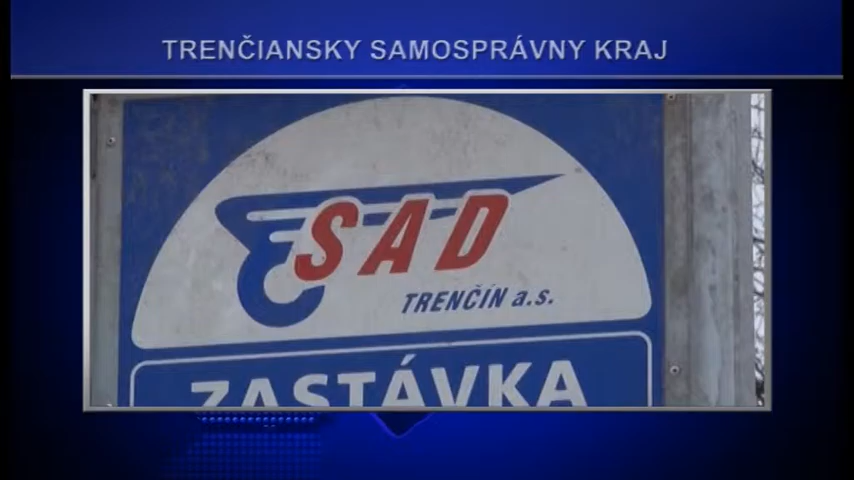 TRENČIANSKY SAMOSPRÁVNY KRAJ
SAD
TRENČÍN a.s.
ZASTÁVKA